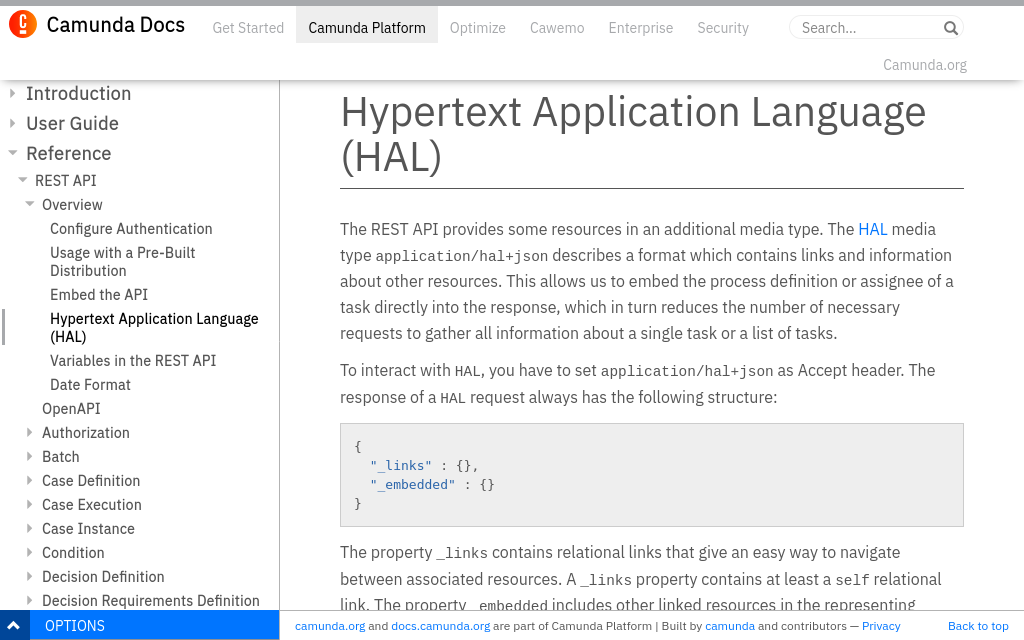 Camunda Docs
Get Started
Camunda Platform
Optimize
Cawemo
Enterprise
Security
Search...
Camunda.org
Introduction
User Guide
Reference
REST API
Overview
Configure Authentication
Usage with a Pre-Built
Distribution
Embed the API
Hypertext Application Language
(HAL)
Variables in the REST API
Date Format
OpenAPI
Authorization
Batch
Case Definition
Case Execution
Case Instance
Condition
Decision Definition
Decision Requirements Definition
OPTIONS
Hypertext Application Language
(HAL)
The REST API provides some resources in an additional media type. The HAL media
type application/hal+json describes a format which contains links and information
about other resources. This allows us to embed the process definition or assignee of a
task directly into the response, which in turn reduces the number of necessary
requests to gather all information about a single task or a list of tasks.
To interact with HAL, you have to set application/hal+json as Accept header. The
response of a HAL request always has the following structure:
{
"_links" : {},
"_embedded" : {}
}
The property _links contains relational links that give an easy way to navigate
between associated resources. A _links property contains at least a self relational
link. The property _embedded includes other linked resources in the representing
camunda.org and docs.camunda.org are part of Camunda Platform | Built by camunda and contributors — Privacy
Back to top